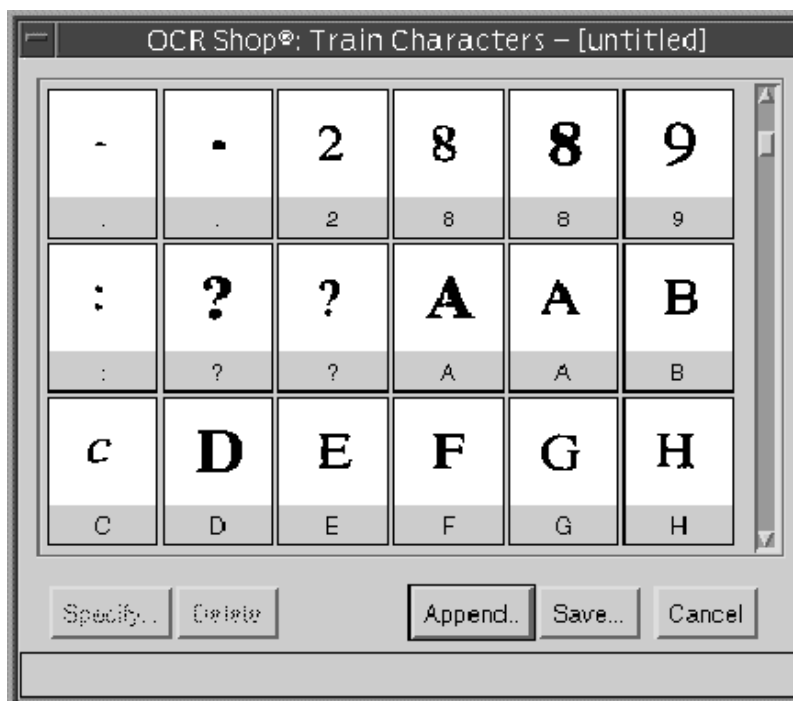 OCR Shop®: Train Characters – [untitled]
- . 2 8 8 9
. . 2 8 8 9
: ? ? A A B
: ? ? A A B
c D E F G H
C D E F G H
Specify.. Delete Append.. Save... Cancel